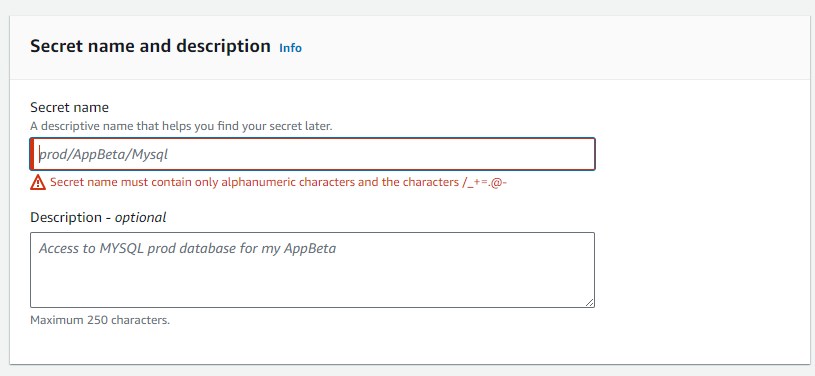 Secret name and description Info
Secret name
A descriptive name that helps you find your secret later.
prod/AppBeta/Mysql
Secret name must contain only alphanumeric characters and the characters /_+=.@-
Description - optional
Access to MYSQL prod database for my AppBeta
Maximum 250 characters.